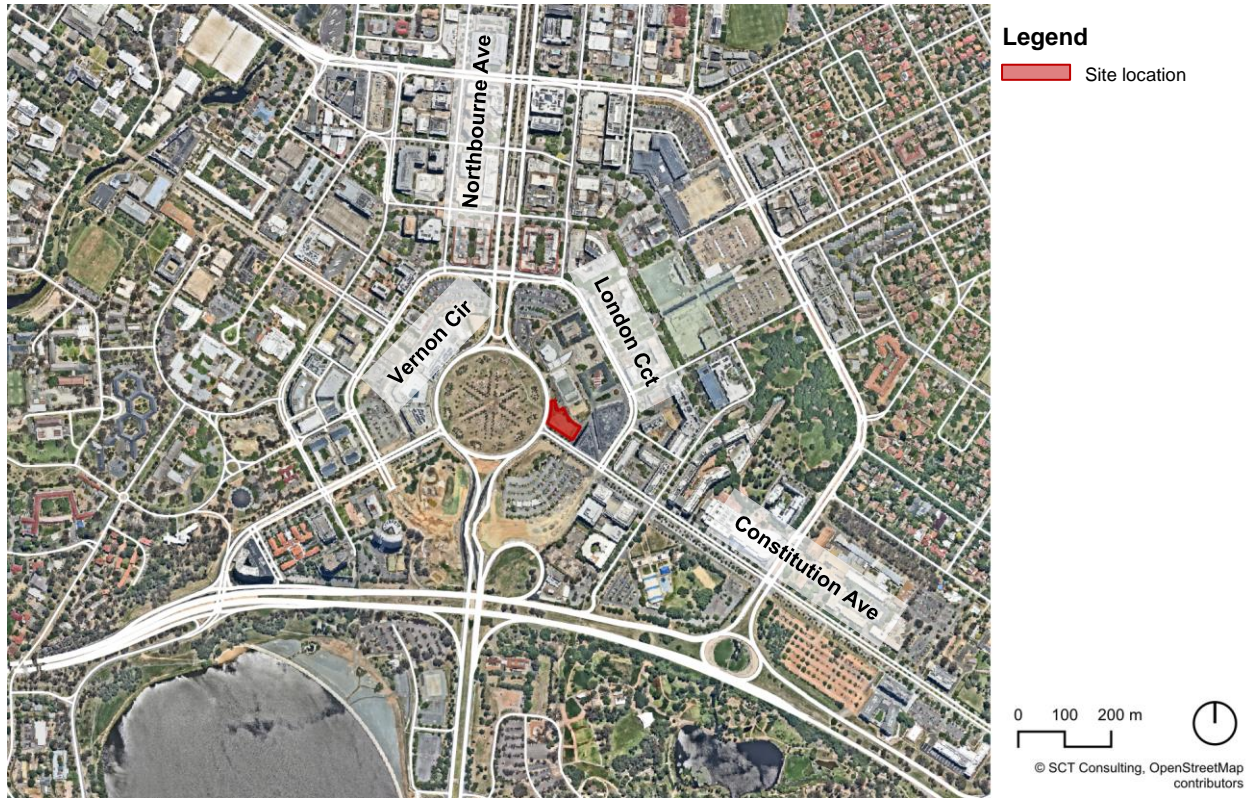 Legend
Site location
Northbourne Ave
Vernon Cir
London Cct
Constitution Ave
0 100 200 m
© SCT Consulting, OpenStreetMap
contributors